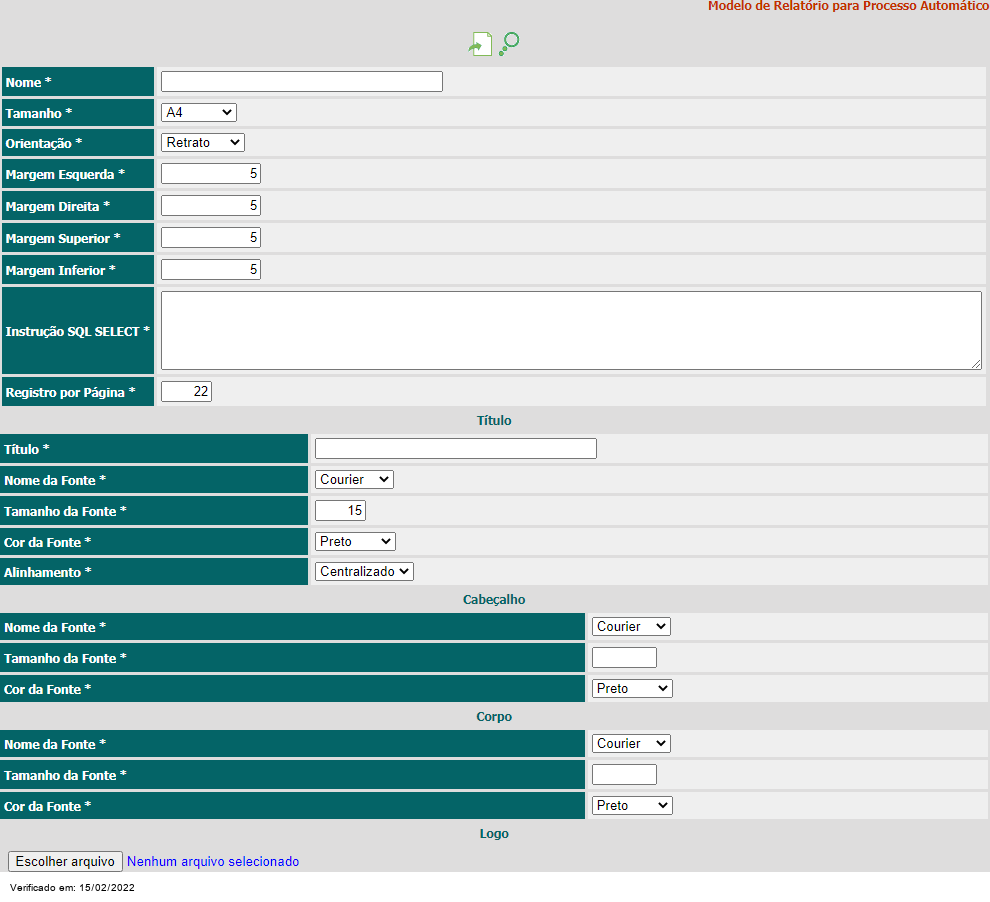 Modelo de Relatório para Processo Automático
Nome *
Tamanho * A4
Orientação * Retrato
Margem Esquerda * 5
Margem Direita * 5
Margem Superior * 5
Margem Inferior * 5
Instrução SQL SELECT *
Registro por Página * 22
Título
Título *
Nome da Fonte * Courier
Tamanho da Fonte * 15
Cor da Fonte * Preto
Alinhamento * Centralizado
Cabeçalho
Nome da Fonte * Courier
Tamanho da Fonte *
Cor da Fonte * Preto
Corpo
Nome da Fonte * Courier
Tamanho da Fonte *
Cor da Fonte * Preto
Logo
Escolher arquivo Nenhum arquivo selecionado
Verificado em: 15/02/2022